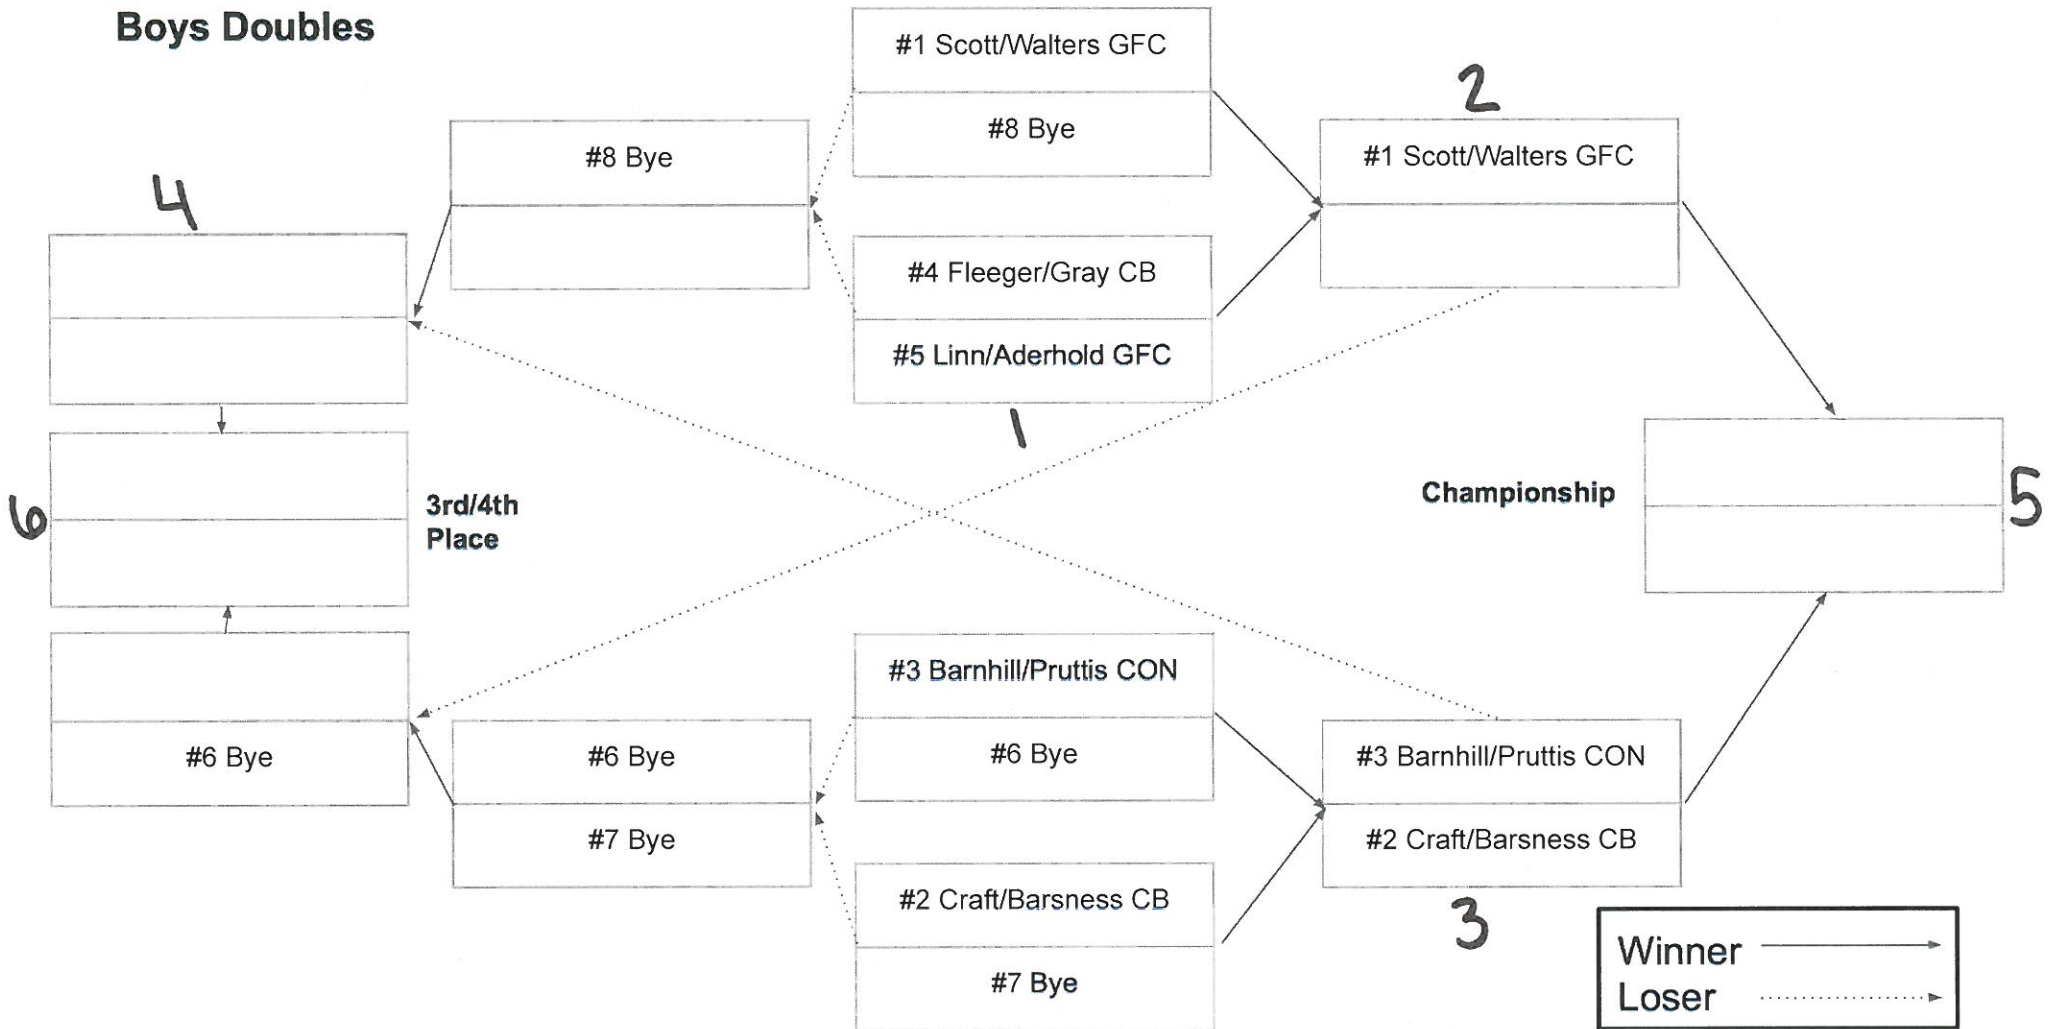 Boys Doubles
#1 Scott/Walters GFC
#8 Bye
2
#8 Bye
#1 Scott/Walters GFC
4
#4 Fleeger/Gray CB
#5 Linn/Aderhold GFC
1
6
3rd/4th
Place
Championship
5
#3 Barnhill/Pruttis CON
#6 Bye
#6 Bye
#6 Bye
#7 Bye
#3 Barnhill/Pruttis CON
#2 Craft/Barsness CB
#2 Craft/Barsness CB
#7 Bye
3
Winner
Loser